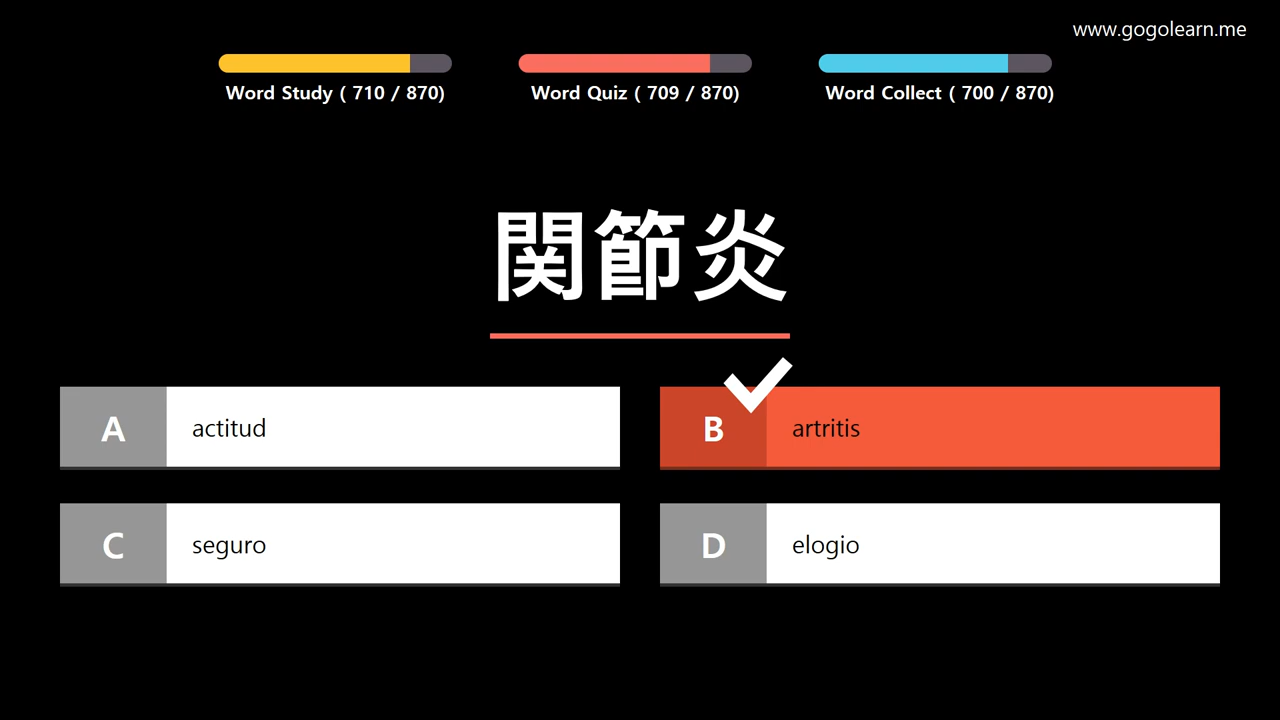 www.gogolearn.me
Word Study ( 710 / 870)
Word Quiz ( 709 / 870)
Word Collect ( 700 / 870)
関節炎
A actitud
B artritis
C seguro
D elogio